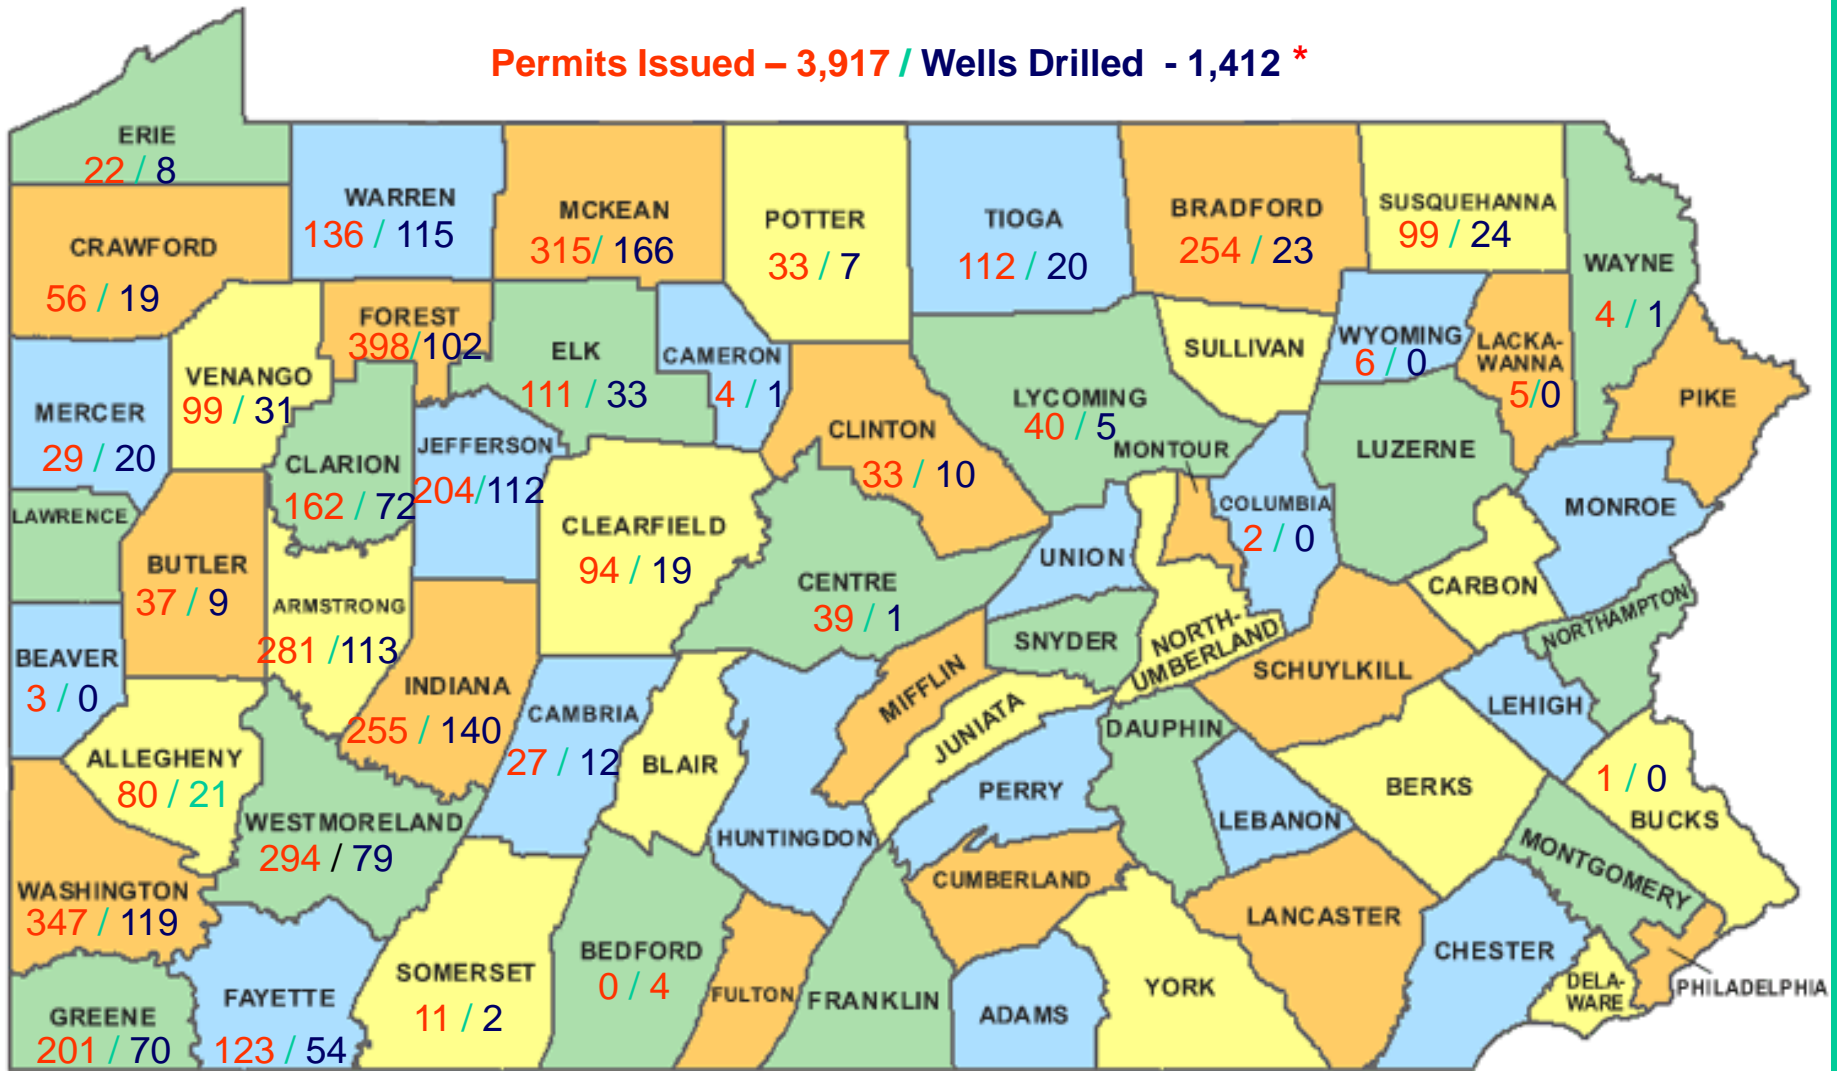 Permits Issued – 3,917 / Wells Drilled - 1,412 *
ERIE
22 / 8
WARREN
136 / 115
MCKEAN
315/ 166
POTTER
33 / 7
TIOGA
112 / 20
BRADFORD
254 / 23
SUSQUEHANNA
99 / 24
WAYNE
4 / 1
CRAWFORD
56 / 19
FOREST
398/102
VENANGO
99 / 31
ELK
111 / 33
CAMERON
4 / 1
SULLIVAN
WYOMING
6 / 0
LACKA-
WANNA
5/0
PIKE
MERCER
29 / 20
CLARION
162 / 72
JEFFERSON
204/112
CLINTON
33 / 10
LYCOMING
40 / 5
MONTOUR
COLUMBIA
2 / 0
LUZERNE
MONROE
LAWRENCE
BUTLER
37 / 9
ARMSTRONG
281 /113
CLEARFIELD
94 / 19
CENTRE
39 / 1
UNION
SNYDER
NORTH-
UMBERLAND
CARBON
NORTHAMPTON
BEAVER
3 / 0
INDIANA
255 / 140
CAMBRIA
27 / 12
BLAIR
MIFFLIN
JUNIATA
SCHUYLKILL
LEHIGH
ALLEGHENY
80 / 21
WESTMORELAND
294 / 79
HUNTINGDON
PERRY
DAUPHIN
LEBANON
BERKS
1 / 0
BUCKS
MONTGOMERY
WASHINGTON
347 / 119
CUMBERLAND
LANCASTER
CHESTER
GREENE
201 / 70
FAYETTE
123 / 54
SOMERSET
11 / 2
BEDFORD
0 / 4
FULTON
FRANKLIN
ADAMS
YORK
DELA-
WARE
PHILADELPHIA